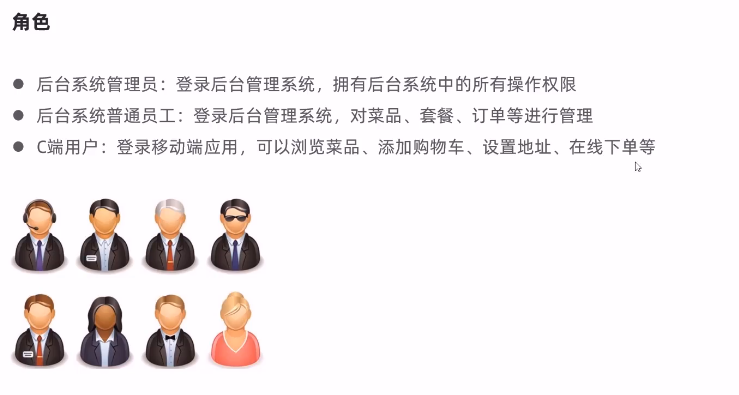 角色
后台系统管理员：登录后台管理系统，拥有后台系统中的所有操作权限
后台系统普通员工：登录后台管理系统，对菜品、套餐、订单等进行管理
C端用户：登录移动端应用，可以浏览菜品、添加购物车、设置地址、在线下单等